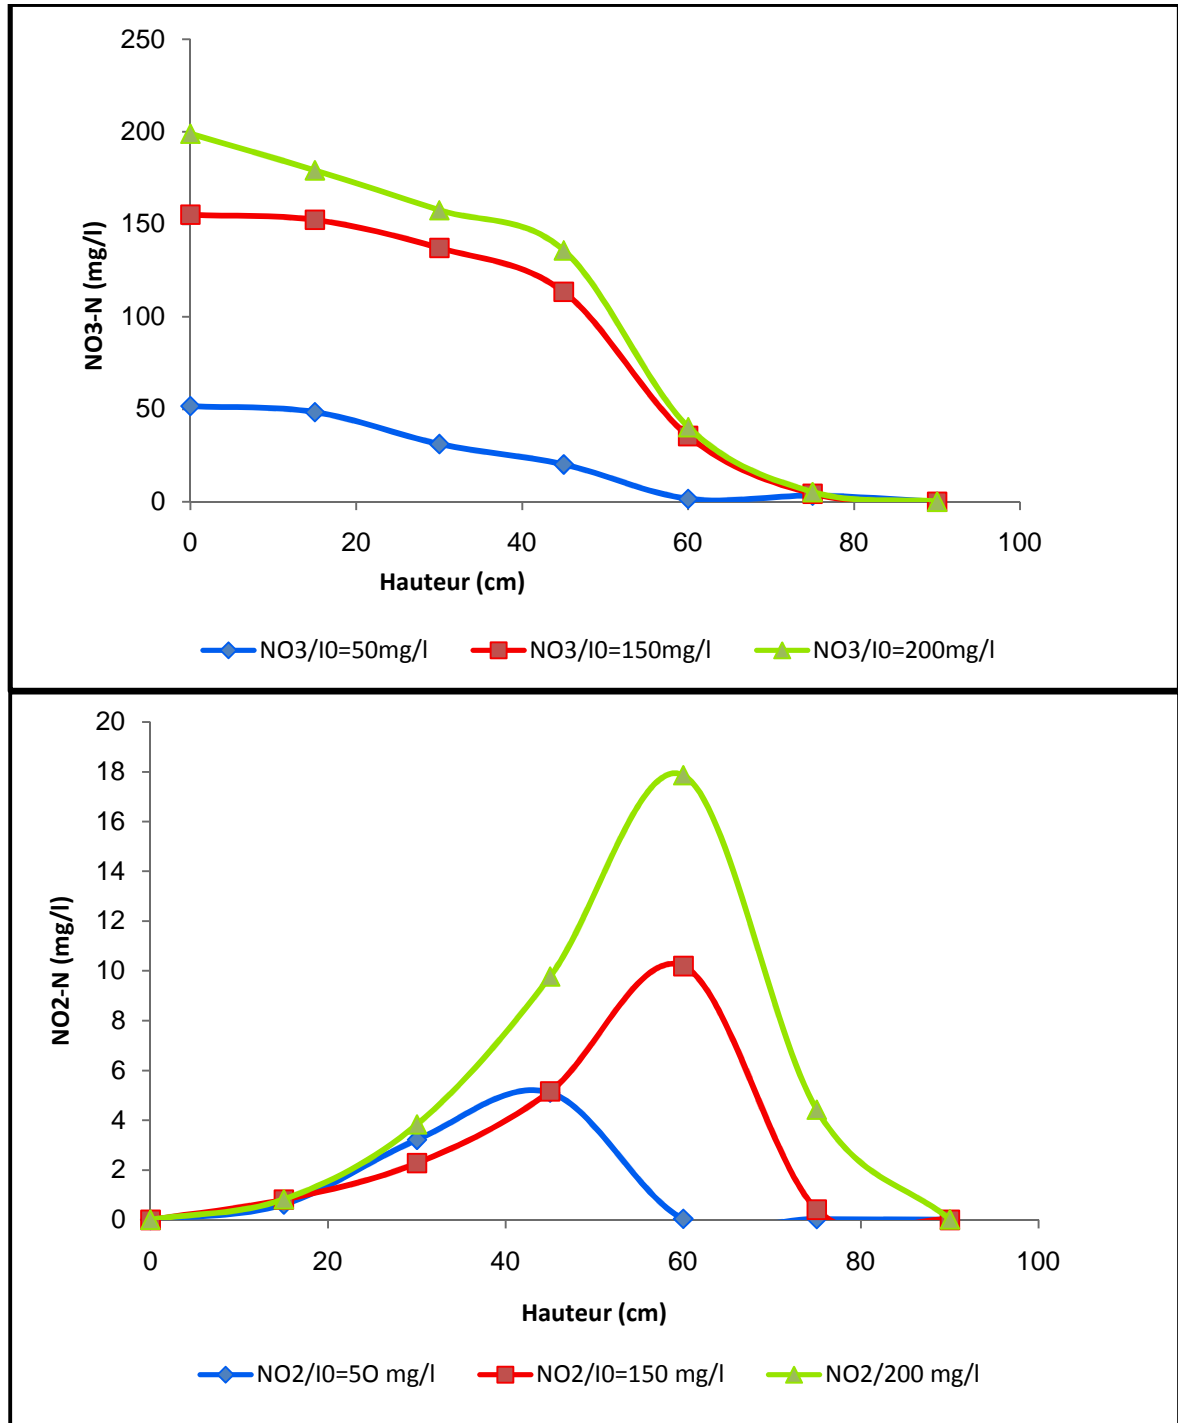 250
200
150
100
50
0
NO3-N (mg/l)
0 20 40 60 80 100
Hauteur (cm)
NO3/I0=50mg/l NO3/I0=150mg/l NO3/I0=200mg/l
20
18
16
14
12
10
8
6
4
2
0
NO2-N (mg/l)
0 20 40 60 80 100
Hauteur (cm)
NO2/I0=5O mg/l NO2/I0=150 mg/l NO2/200 mg/l